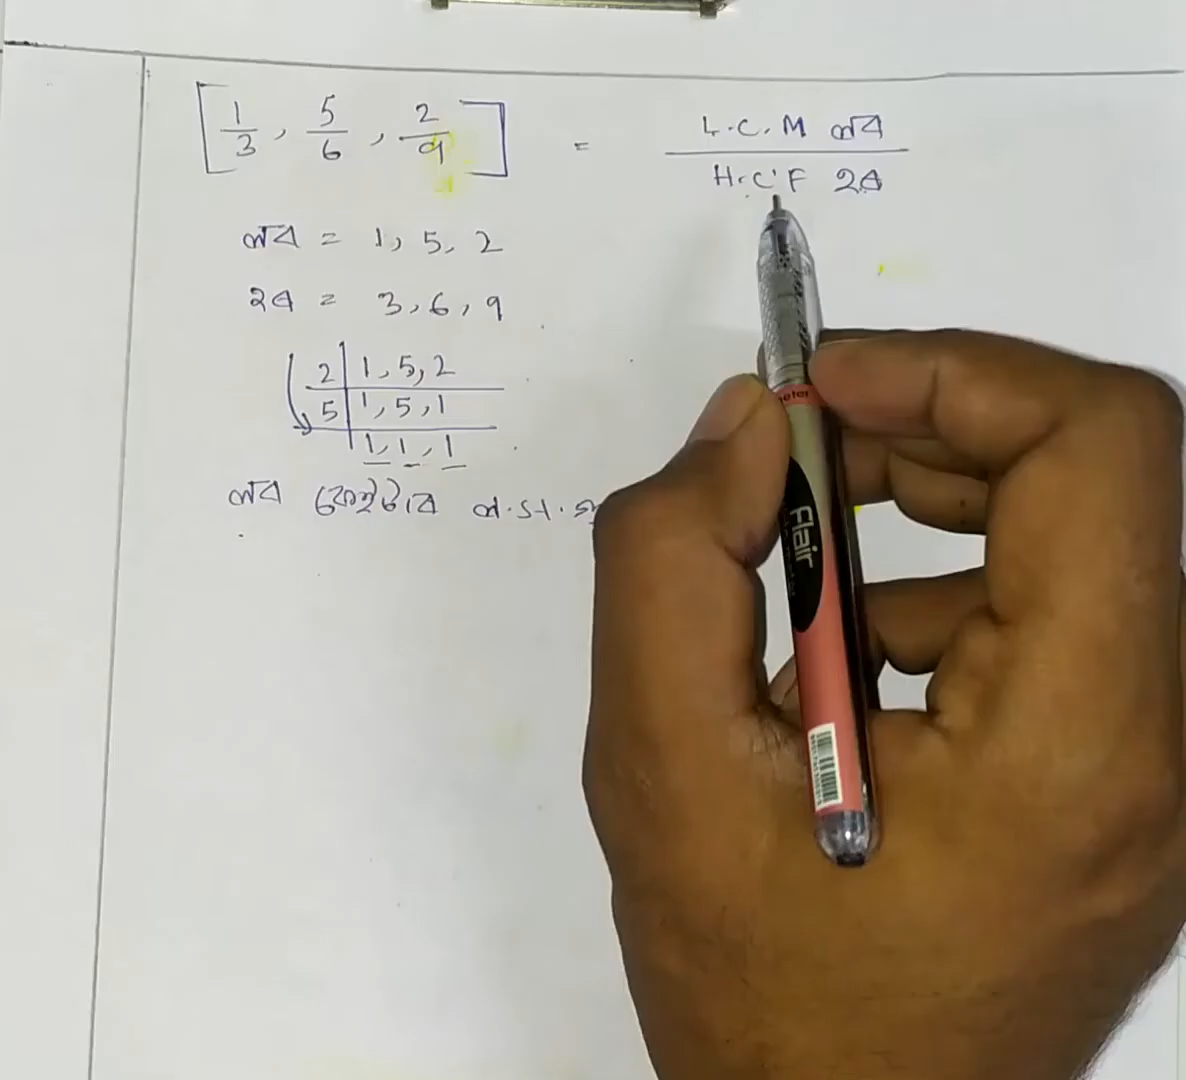 [1/3, 5/6, 2/9] = L.C.M লব / H.C.F হর
লব = 1, 5, 2
হর = 3, 6, 9
2 | 1, 5, 2
5 | 1, 5, 1
1, 1, 1
লব ল.সা.গু
eter
Flair